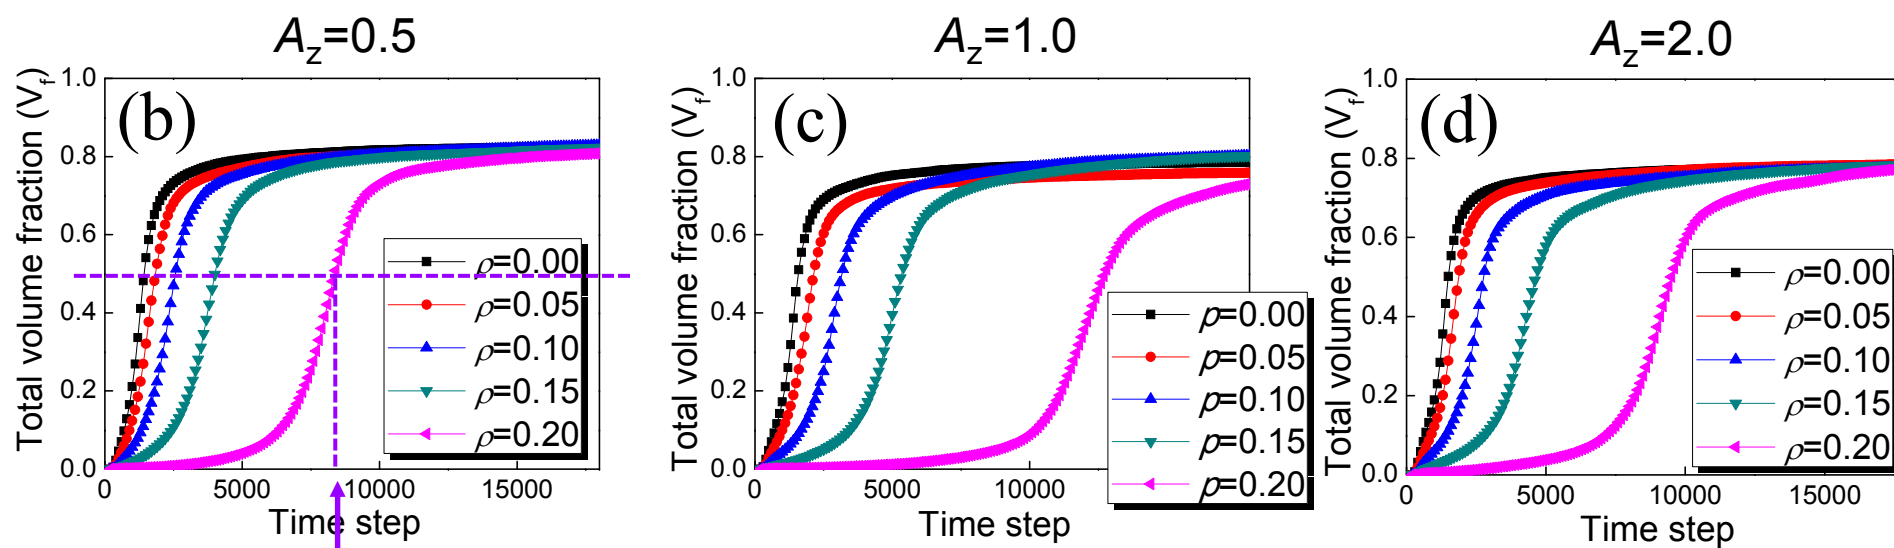 A_z=0.5
Total volume fraction (V_f)
1.0
0.8
0.6
0.4
0.2
0.0
(b)
ρ=0.00
ρ=0.05
ρ=0.10
ρ=0.15
ρ=0.20
0 5000 10000 15000
Time step
A_z=1.0
Total volume fraction (V_f)
1.0
0.8
0.6
0.4
0.2
0.0
(c)
p=0.00
p=0.05
p=0.10
p=0.15
p=0.20
0 5000 10000
Time step
A_z=2.0
Total volume fraction (V_f)
1.0
0.8
0.6
0.4
0.2
0.0
(d)
ρ=0.00
ρ=0.05
ρ=0.10
ρ=0.15
ρ=0.20
0 5000 10000 15000
Time step